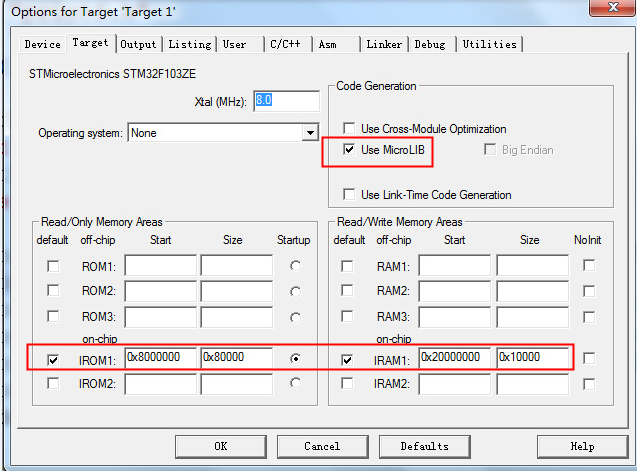 Options for Target 'Target 1'
Device Target Output Listing User C/C++ Asm Linker Debug Utilities
STMicroelectronics STM32F103ZE
Xtal (MHz): 8.0
Operating system: None
Code Generation
Use Cross-Module Optimization
Use MicroLIB Big Endian
Use Link-Time Code Generation
Read/Only Memory Areas
default off-chip Start Size Startup
ROM1:
ROM2:
ROM3:
on-chip
IROM1: 0x8000000 0x80000
IROM2:
Read/Write Memory Areas
default off-chip Start Size NoInit
RAM1:
RAM2:
RAM3:
on-chip
IRAM1: 0x20000000 0x10000
IRAM2:
OK Cancel Defaults Help